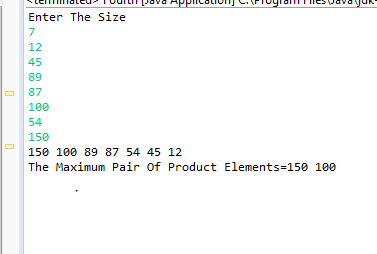 <terminated> Fourth [Java Application] C:\Program Files\Java\jdk-
Enter The Size
7
12
45
89
87
100
54
150
150 100 89 87 54 45 12
The Maximum Pair Of Product Elements=150 100
.